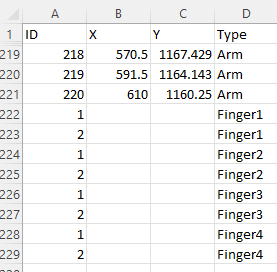 A B C D
1 ID X Y Type
219 218 570.5 1167.429 Arm
220 219 591.5 1164.143 Arm
221 220 610 1160.25 Arm
222 1 Finger1
223 2 Finger1
224 1 Finger2
225 2 Finger2
226 1 Finger3
227 2 Finger3
228 1 Finger4
229 2 Finger4